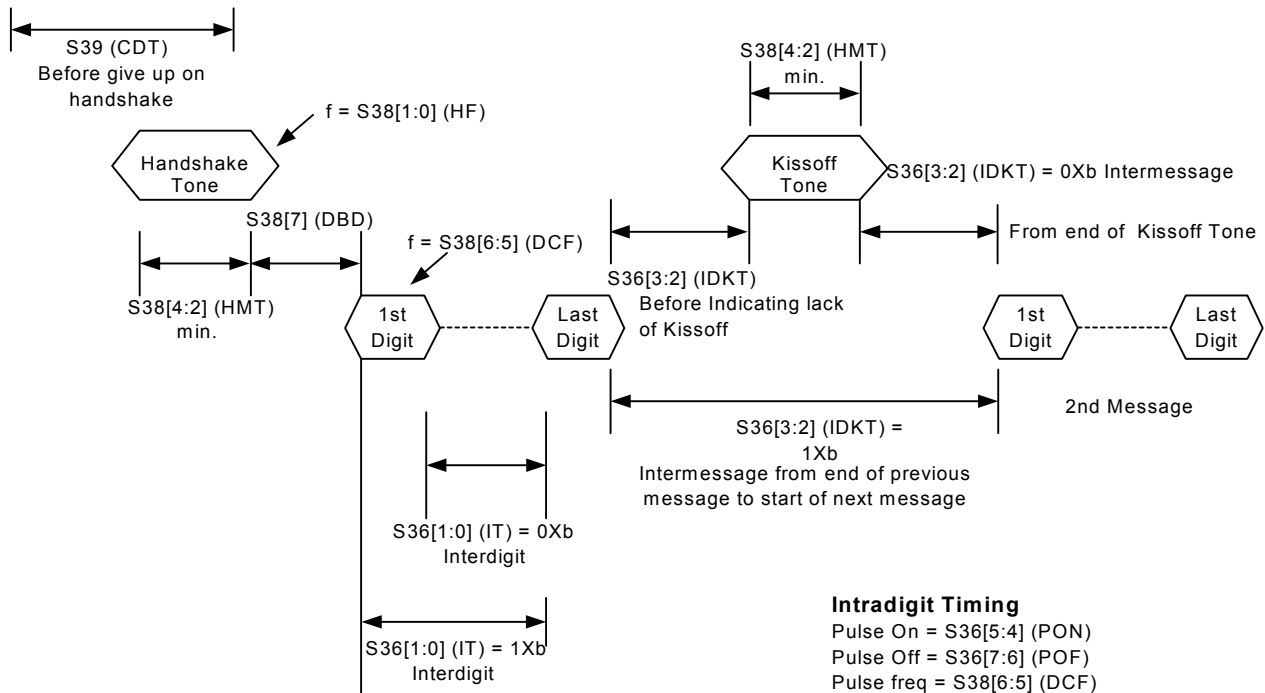 S39 (CDT)
Before give up on
handshake
f = S38[1:0] (HF)
Handshake
Tone
S38[4:2] (HMT)
min.
Kissoff
Tone
S36[3:2] (IDKT) = 0Xb Intermessage
From end of Kissoff Tone
S38[7] (DBD)
f = S38[6:5] (DCF)
S38[4:2] (HMT)
min.
S36[3:2] (IDKT)
Before Indicating lack
of Kissoff
1st
Digit
Last
Digit
1st
Digit
Last
Digit
2nd Message
S36[3:2] (IDKT) =
1Xb
Intermessage from end of previous
message to start of next message
S36[1:0] (IT) = 0Xb
Interdigit
S36[1:0] (IT) = 1Xb
Interdigit
Intradigit Timing
Pulse On = S36[5:4] (PON)
Pulse Off = S36[7:6] (POF)
Pulse freq = S38[6:5] (DCF)